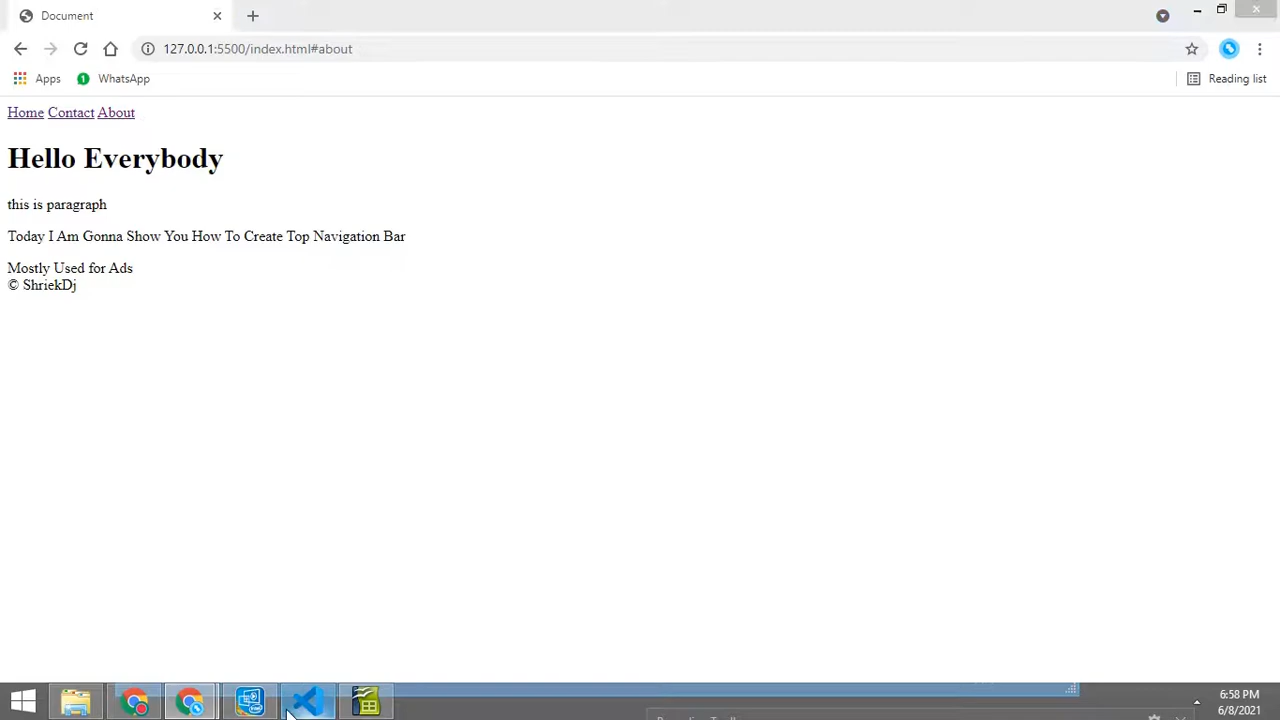 Document
127.0.0.1:5500/index.html#about
Apps WhatsApp Reading list
Home Contact About
Hello Everybody
this is paragraph
Today I Am Gonna Show You How To Create Top Navigation Bar
Mostly Used for Ads
© ShriekDj
6:58 PM
6/8/2021